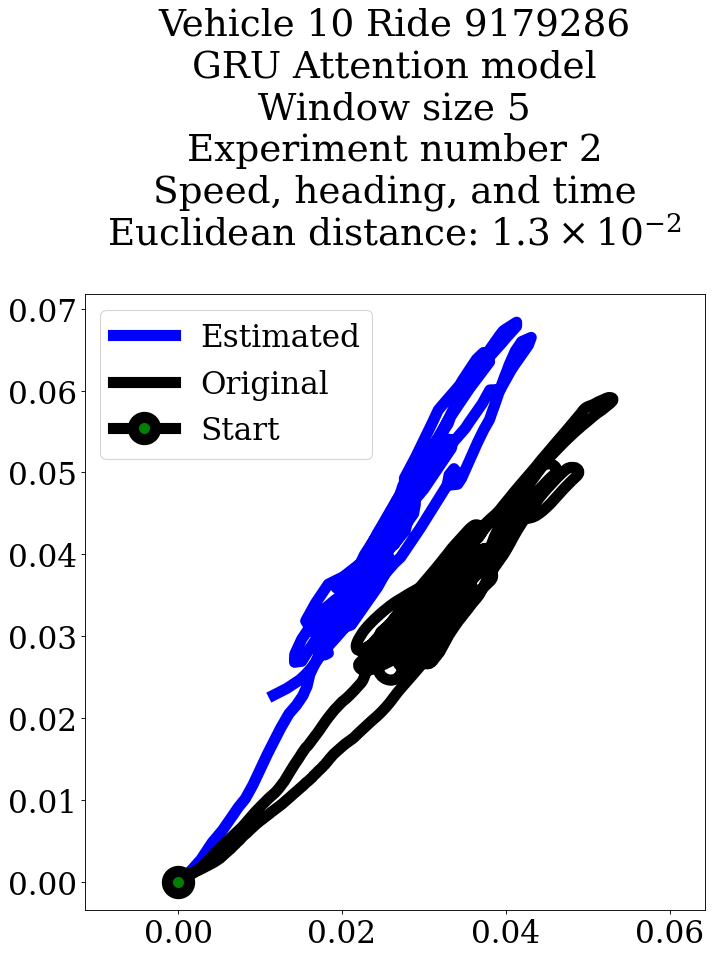 Vehicle 10 Ride 9179286
GRU Attention model
Window size 5
Experiment number 2
Speed, heading, and time
Euclidean distance: 1.3 × 10⁻²
0.07
0.06
0.05
0.04
0.03
0.02
0.01
0.00
Estimated
Original
Start
0.00 0.02 0.04 0.06